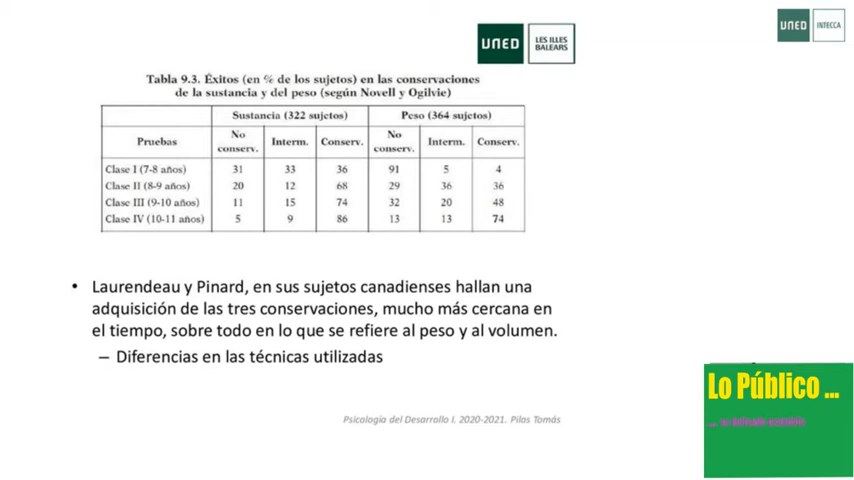 UNED
LES ILLES
BALEARS
UNED
INTECCA
Tabla 9.3. Éxitos (en % de los sujetos) en las conservaciones
de la sustancia y del peso (según Novell y Ogilvie)
Sustancia (322 sujetos) Peso (364 sujetos)
Pruebas No conserv. Interm. Conserv. No conserv. Interm. Conserv.
Clase I (7-8 años) 31 33 36 91 5 4
Clase II (8-9 años) 20 12 68 29 36 36
Clase III (9-10 años) 11 15 74 32 20 48
Clase IV (10-11 años) 5 9 86 13 13 74
• Laurendeau y Pinard, en sus sujetos canadienses hallan una
adquisición de las tres conservaciones, mucho más cercana en
el tiempo, sobre todo en lo que se refiere al peso y al volumen.
– Diferencias en las técnicas utilizadas
Lo Público ...
Psicología del Desarrollo I. 2020-2021. Pilas Tomás